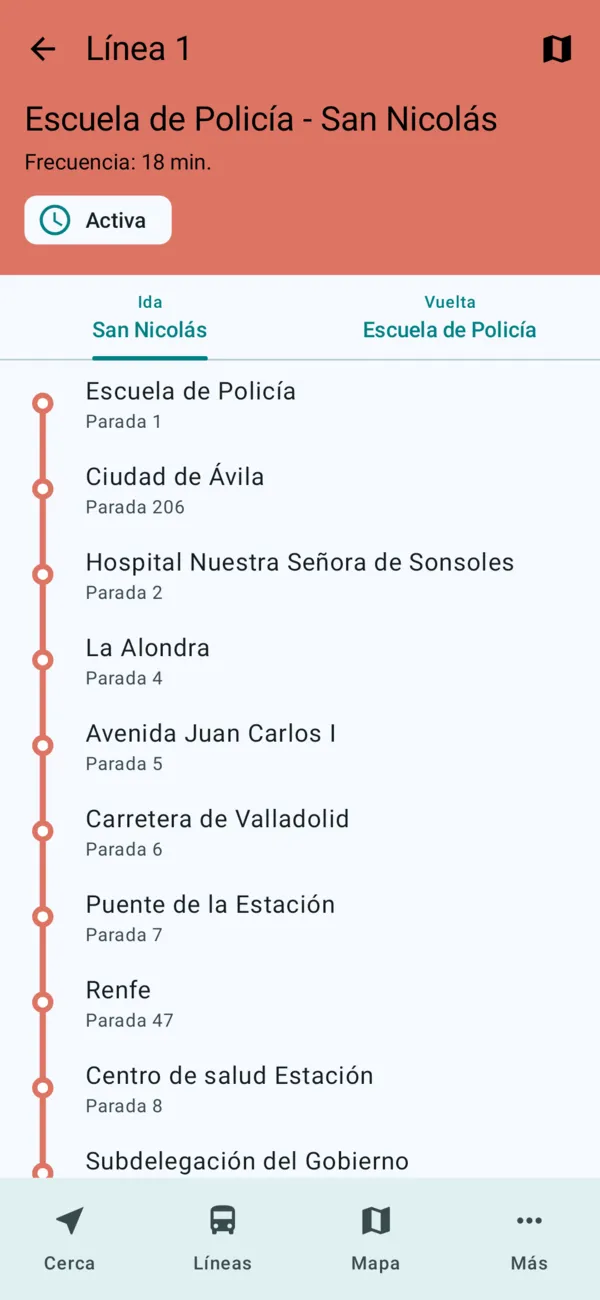 Línea 1
Escuela de Policía - San Nicolás
Frecuencia: 18 min.
Activa
Ida
San Nicolás
Vuelta
Escuela de Policía
Escuela de Policía
Parada 1
Ciudad de Ávila
Parada 206
Hospital Nuestra Señora de Sonsoles
Parada 2
La Alondra
Parada 4
Avenida Juan Carlos I
Parada 5
Carretera de Valladolid
Parada 6
Puente de la Estación
Parada 7
Renfe
Parada 47
Centro de salud Estación
Parada 8
Subdelegación del Gobierno
Cerca
Líneas
Mapa
Más